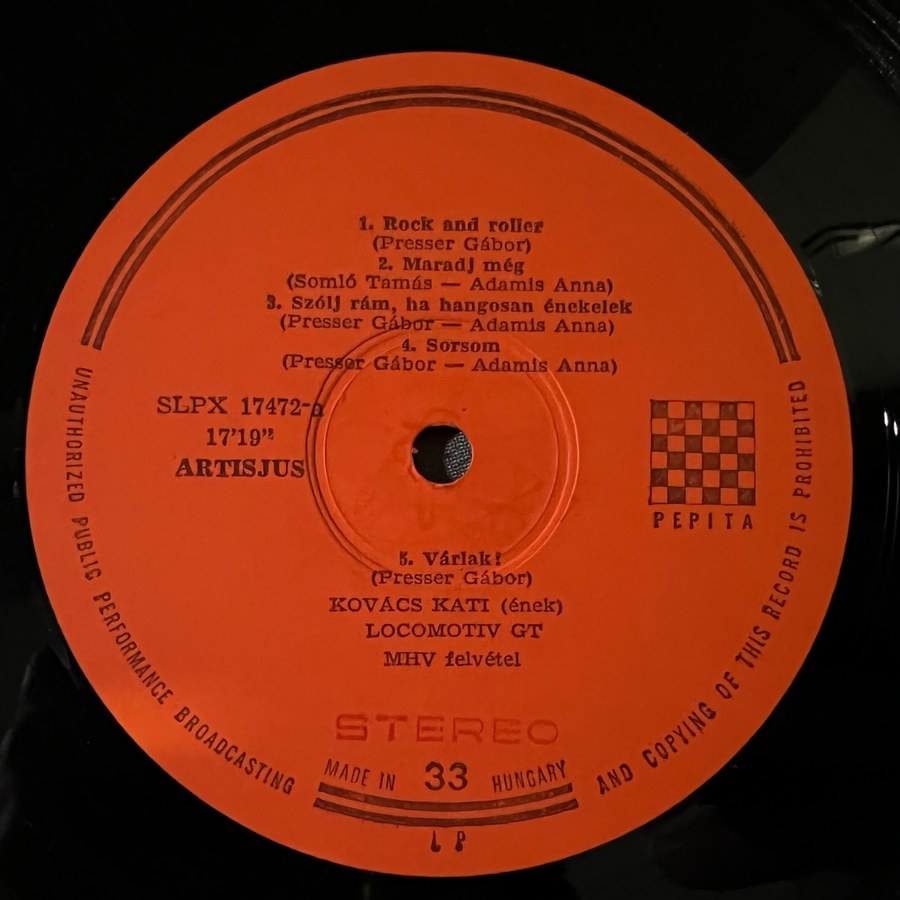 1. Rock and roller
(Presser Gábor)
2. Maradj még
(Somló Tamás — Adamis Anna)
3. Szólj rám, ha hangosan énekelek
(Presser Gábor — Adamis Anna)
4. Sorsom
(Presser Gábor — Adamis Anna)
SLPX 17472-a
17'19"
ARTISJUS
PEPITA
5. Várlak!
(Presser Gábor)
KOVÁCS KATI (ének)
LOCOMOTIV GT
MHV felvétel
STEREO
MADE IN 33 HUNGARY
LP
UNAUTHORIZED PUBLIC PERFORMANCE BROADCASTING AND COPYING OF THIS RECORD IS PROHIBITED